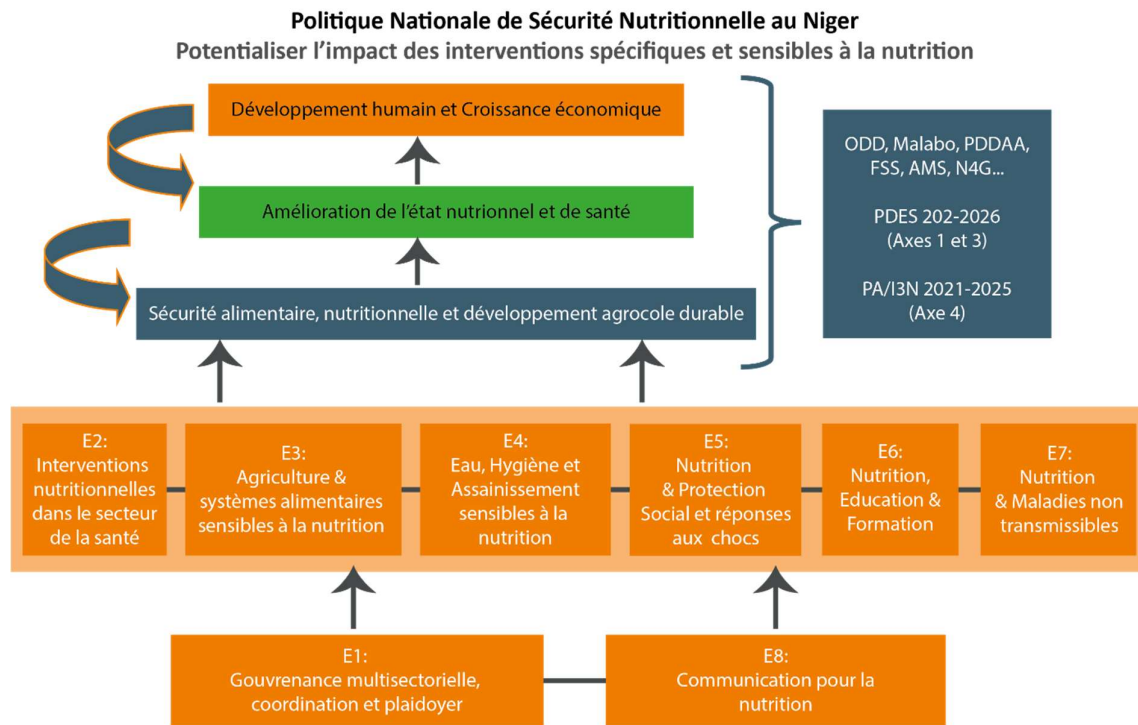 Politique Nationale de Sécurité Nutritionnelle au Niger
Potentialiser l’impact des interventions spécifiques et sensibles à la nutrition
Développement humain et Croissance économique
Amélioration de l’état nutrionnel et de santé
Sécurité alimentaire, nutritionnelle et développement agrocole durable
ODD, Malabo, PDDAA,
FSS, AMS, N4G...
PDES 202-2026
(Axes 1 et 3)
PA/I3N 2021-2025
(Axe 4)
E2:
Interventions
nutritionnelles
dans le secteur
de la santé
E3:
Agriculture &
systèmes alimentaires
sensibles à la nutrition
E4:
Eau, Hygiène et
Assainissement
sensibles à la
nutrition
E5:
Nutrition
& Protection
Social et réponses
aux chocs
E6:
Nutrition,
Education &
Formation
E7:
Nutrition
& Maladies non
transmissibles
E1:
Gouvrenance multisectorielle,
coordination et plaidoyer
E8:
Communication pour la
nutrition